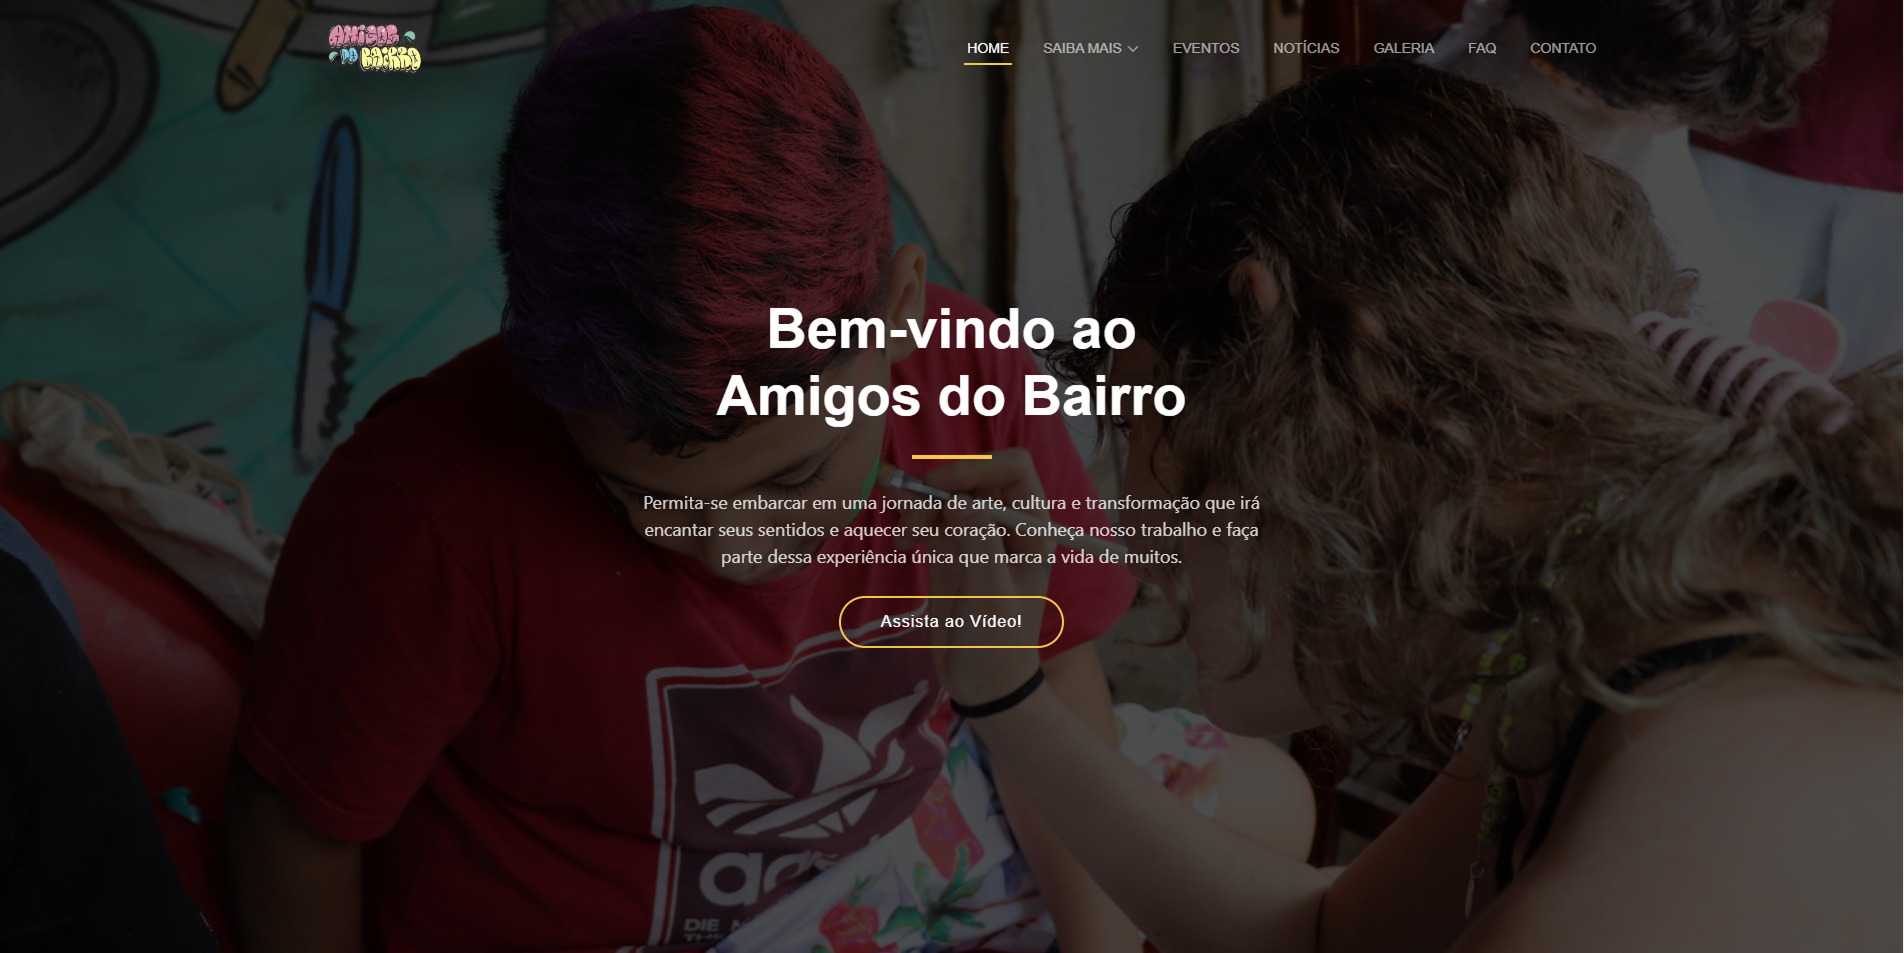 AMIGOS
DO BAIRRO
HOME
SAIBA MAIS
EVENTOS
NOTÍCIAS
GALERIA
FAQ
CONTATO
Bem-vindo ao
Amigos do Bairro
Permita-se embarcar em uma jornada de arte, cultura e transformação que irá
encantar seus sentidos e aquecer seu coração. Conheça nosso trabalho e faça
parte dessa experiência única que marca a vida de muitos.
Assista ao Vídeo!
DIE